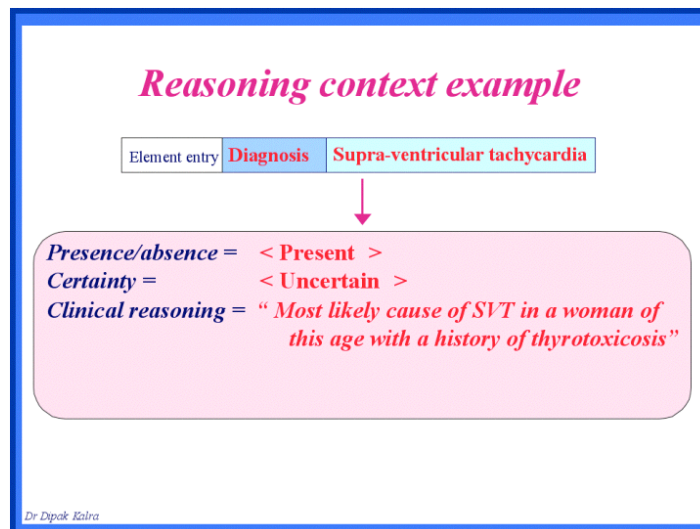 Reasoning context example
Element entry Diagnosis Supra-ventricular tachycardia
Presence/absence = < Present >
Certainty = < Uncertain >
Clinical reasoning = “ Most likely cause of SVT in a woman of
this age with a history of thyrotoxicosis”
Dr Dipak Kalra